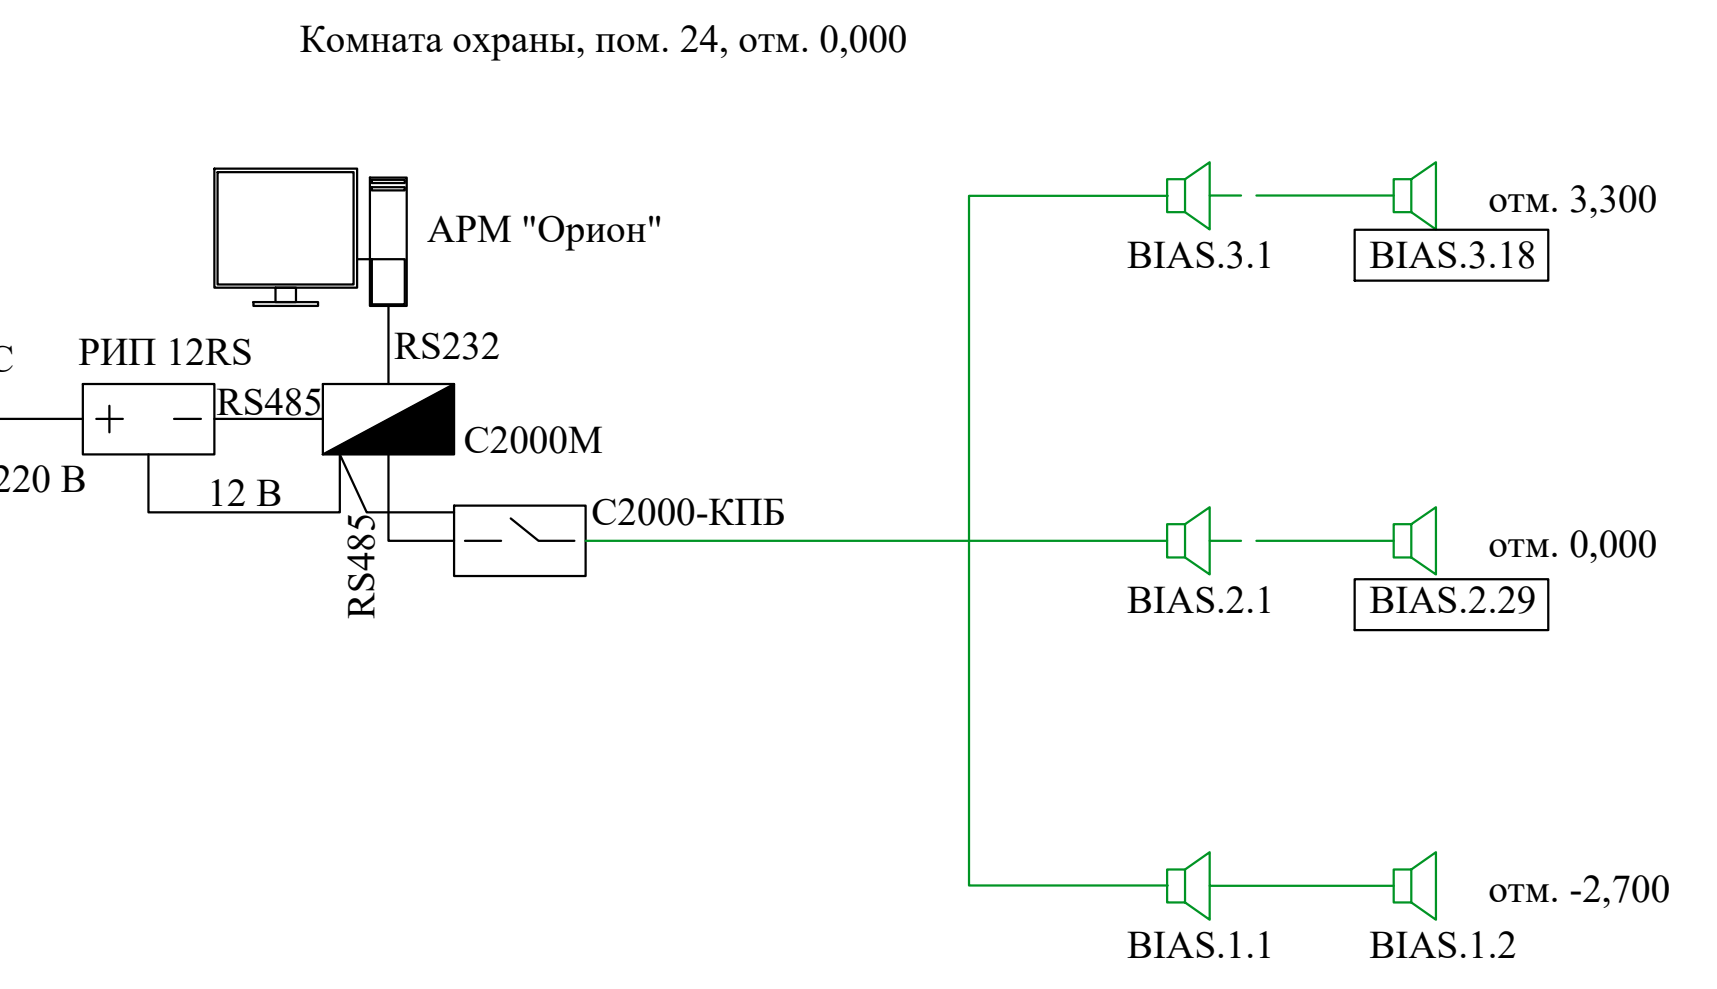 Комната охраны, пом. 24, отм. 0,000
АРМ "Орион"
RS232
С
РИП 12RS
RS485
С2000М
220 В
12 В
RS485
С2000-КПБ
BIAS.3.1
BIAS.3.18
отм. 3,300
BIAS.2.1
BIAS.2.29
отм. 0,000
BIAS.1.1
BIAS.1.2
отм. -2,700